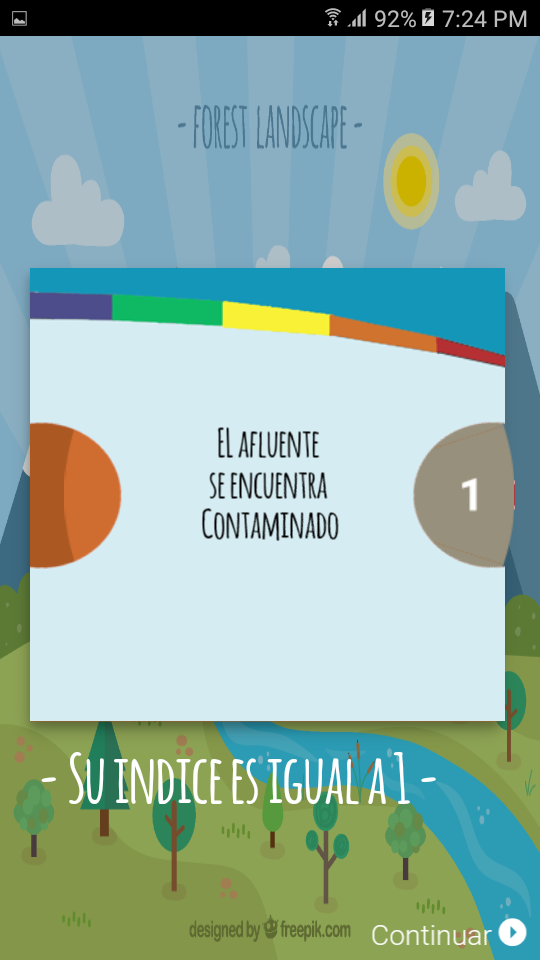 92% 7:24 PM
- FOREST LANDSCAPE -
EL AFLUENTE
SE ENCUENTRA
CONTAMINADO
1
- SU INDICE ES IGUAL A 1 -
designed by freepik.com
Continuar